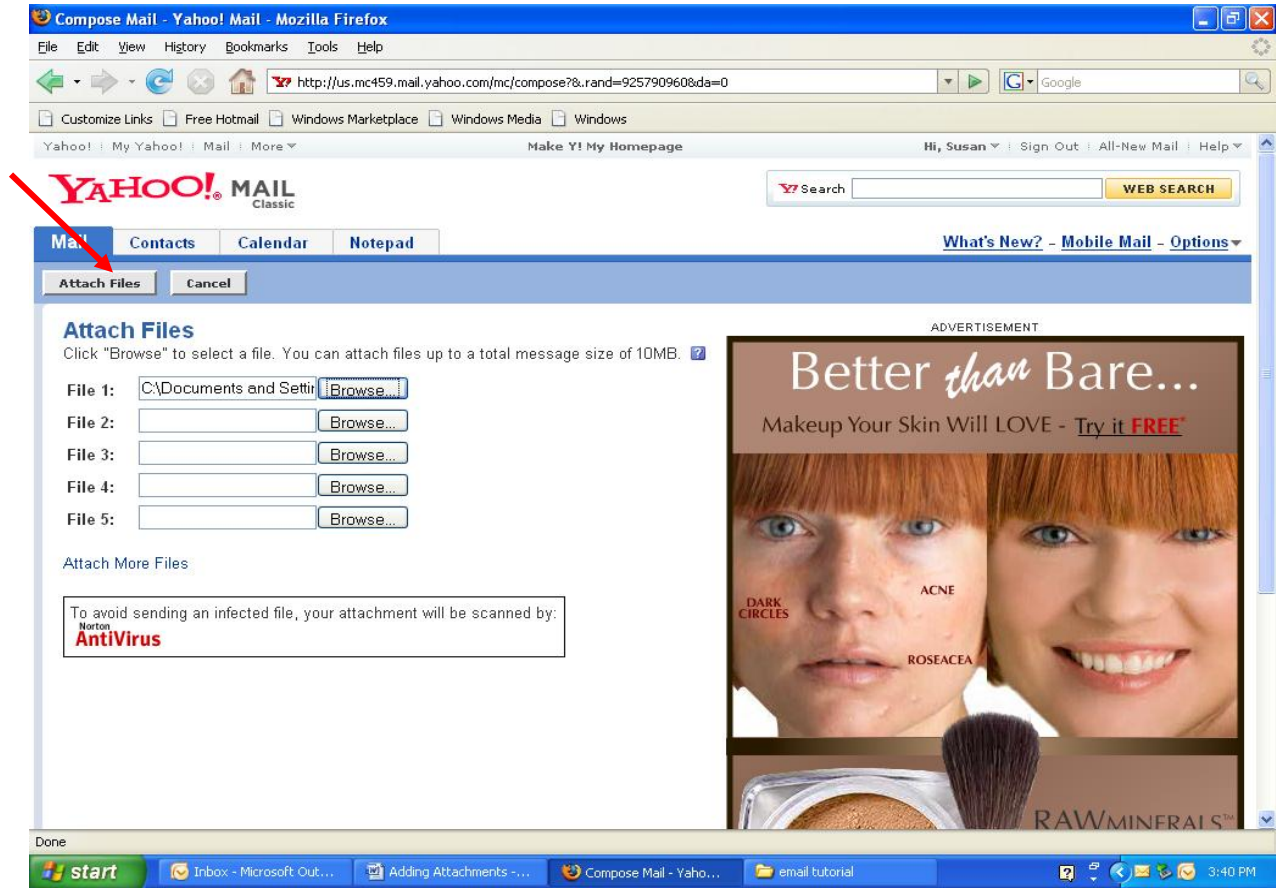 Compose Mail - Yahoo! Mail - Mozilla Firefox
File Edit View History Bookmarks Tools Help
http://us.mc459.mail.yahoo.com/mc/compose?&.rand=925790960&da=0
G Google
Customize Links Free Hotmail Windows Marketplace Windows Media Windows
Yahoo! My Yahoo! Mail More Make Y! My Homepage Hi, Susan Sign Out All-New Mail Help
YAHOO!® MAIL
Classic
Y! Search WEB SEARCH
Mail Contacts Calendar Notepad What's New? - Mobile Mail - Options
Attach Files Cancel
Attach Files
Click "Browse" to select a file. You can attach files up to a total message size of 10MB. ?
File 1: C:\Documents and Settin Browse...
File 2: Browse...
File 3: Browse...
File 4: Browse...
File 5: Browse...
Attach More Files
To avoid sending an infected file, your attachment will be scanned by:
Norton
AntiVirus
ADVERTISEMENT
Better than Bare...
Makeup Your Skin Will LOVE - Try it FREE*
DARK
CIRCLES
ACNE
ROSEACEA
RAWMINERALS™
Done
start Inbox - Microsoft Out... Adding Attachments -... Compose Mail - Yaho... email tutorial 3:40 PM